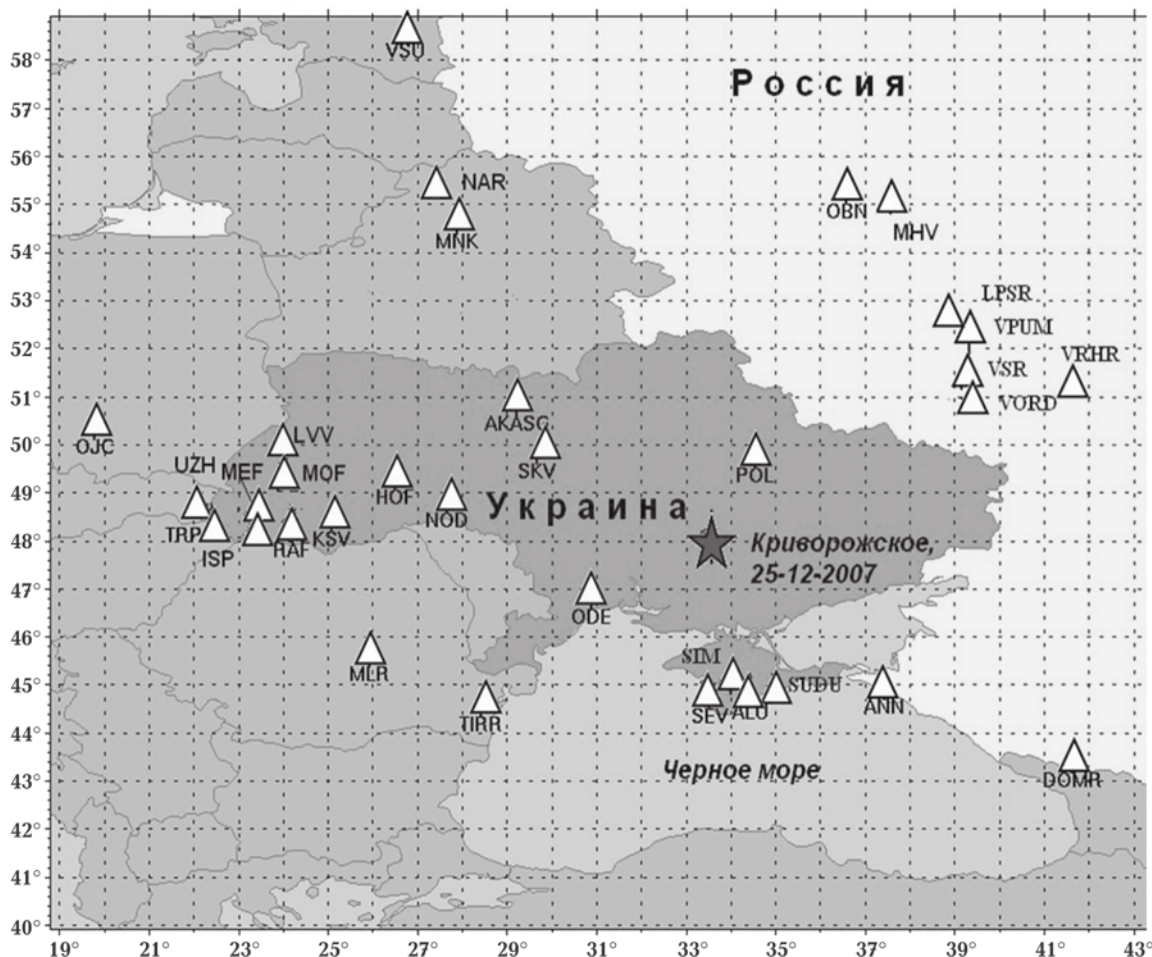 VSU
58°
Р о с с и я
57°
56°
NAR
55°
OBN
MNK
MHV
54°
53°
LPSR
VPUM
52°
VSR
VRHR
51°
VORD
AKASG
OJC
LVV
50°
UZH
MEF
MOF
SKV
POL
HOF
49°
NOD
У к р а и н а
TRP
KSV
RAF
ISP
48°
Криворожское,
25-12-2007
47°
ODE
46°
SIM
MLR
45°
SUDU
SEV
ALU
ANN
TIRR
44°
Черное море
43°
DOMR
42°
41°
40°
19 21 23 25 27 29 31 33 35 37 39 41 43°